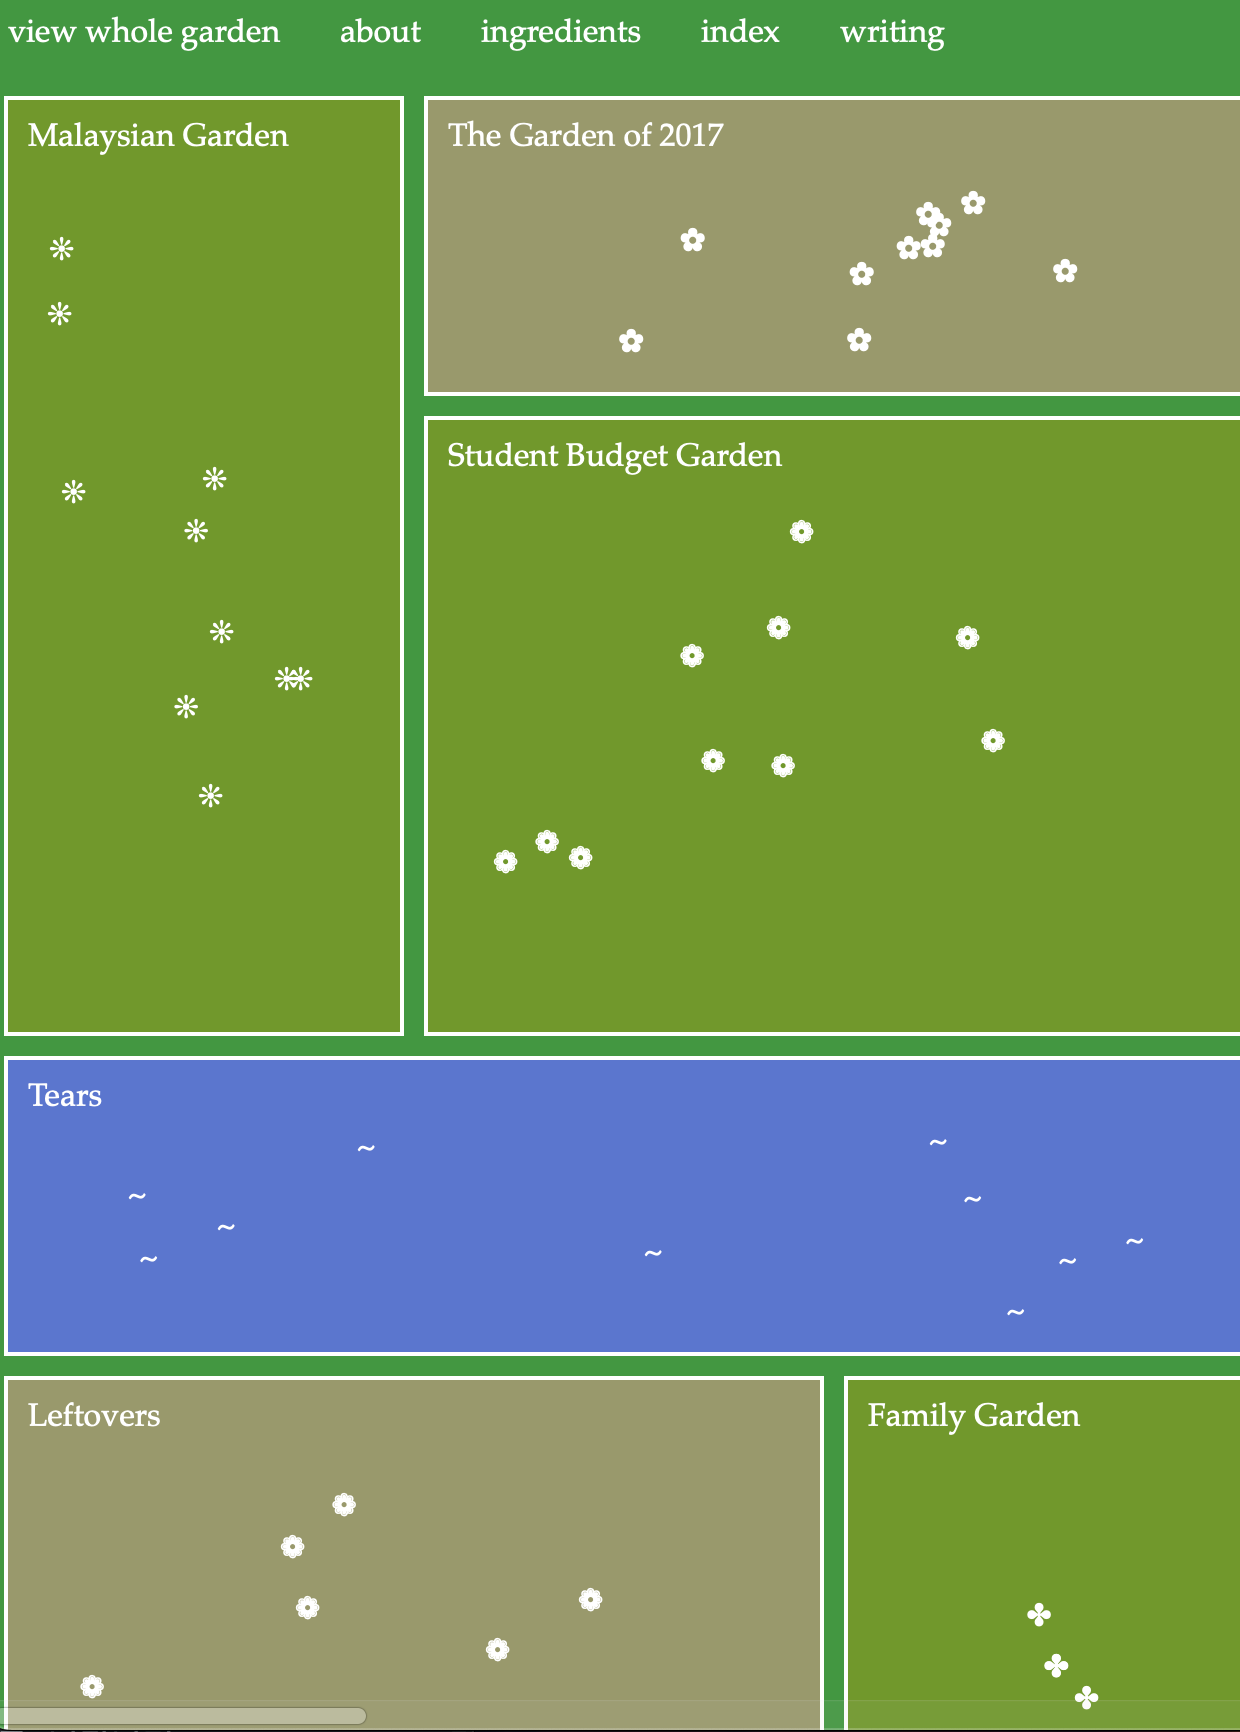 view whole garden about ingredients index writing
Malaysian Garden
The Garden of 2017
Student Budget Garden
Tears
~ ~
~ ~
~ ~
~ ~ ~
~
Leftovers
Family Garden